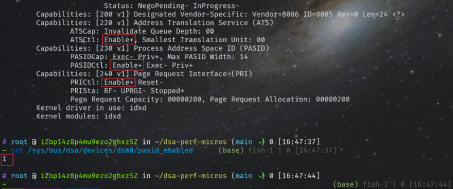 Status: NegoPending- InProgress-
Capabilities: [200 v1] Designated Vendor-Specific: Vendor=8086 ID=0005 Rev=0 Len=24 <?>
Capabilities: [220 v1] Address Translation Service (ATS)
ATSCap: Invalidate Queue Depth: 00
ATSCtl: Enable+, Smallest Translation Unit: 00
Capabilities: [230 v1] Process Address Space ID (PASID)
PASIDCap: Exec- Priv+, Max PASID Width: 14
PASIDCtl: Enable+ Exec- Priv+
Capabilities: [240 v1] Page Request Interface (PRI)
PRICtl: Enable+ Reset-
PRISta: RF- UPRGI- Stopped+
Page Request Capacity: 00000200, Page Request Allocation: 00000200
Kernel driver in use: idxd
Kernel modules: idxd
# root @ iZbp14z8p4mu9ezo2ghxz5Z in ~/dsa-perf-micros (main ✓) 0 [16:47:37]
~ cat /sys/bus/dsa/devices/dsa0/pasid_enabled (base) fish-1 | 0 [16:47:37]
1
# root @ iZbp14z8p4mu9ezo2ghxz5Z in ~/dsa-perf-micros (main ✓) 0 [16:47:44]
~ (base) fish-1 | 0 [16:47:44]